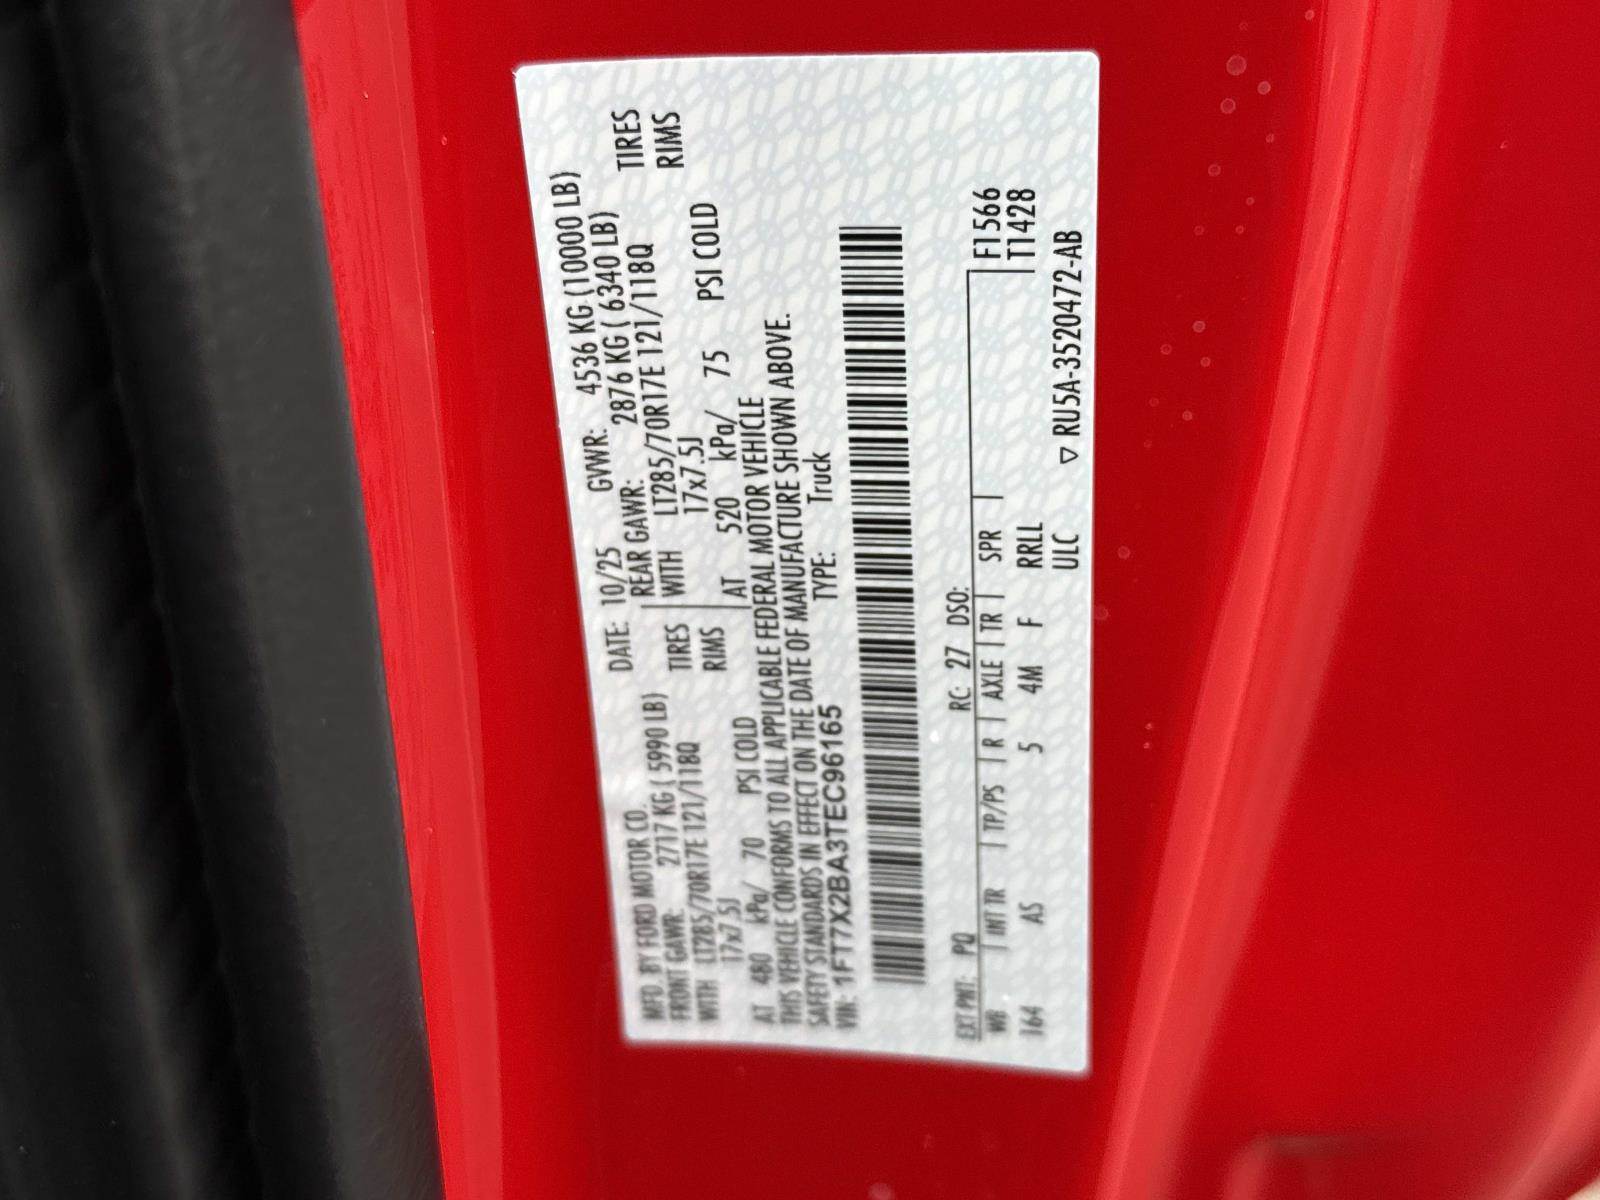 MFD. BY FORD MOTOR CO.
DATE: 10/25 GVWR: 4536 KG (10000 LB)
FRONT GAWR: 2717 KG ( 5990 LB) REAR GAWR: 2876 KG ( 6340 LB)
WITH LT285/70R17E 121/118Q TIRES WITH LT285/70R17E 121/118Q TIRES
17x7.5J RIMS 17x7.5J RIMS
AT 480 kPa/ 70 PSI COLD AT 520 kPa/ 75 PSI COLD
THIS VEHICLE CONFORMS TO ALL APPLICABLE FEDERAL MOTOR VEHICLE
SAFETY STANDARDS IN EFFECT ON THE DATE OF MANUFACTURE SHOWN ABOVE.
VIN: 1FT7X2BA3TEC96165 TYPE: Truck
EXT PNT: PQ RC: 27 DSO:
WB INT TR TP/PS R AXLE TR SPR F1566
164 AS 5 4M F RRLL T1428
ULC ▽ RU5A-3520472-AB